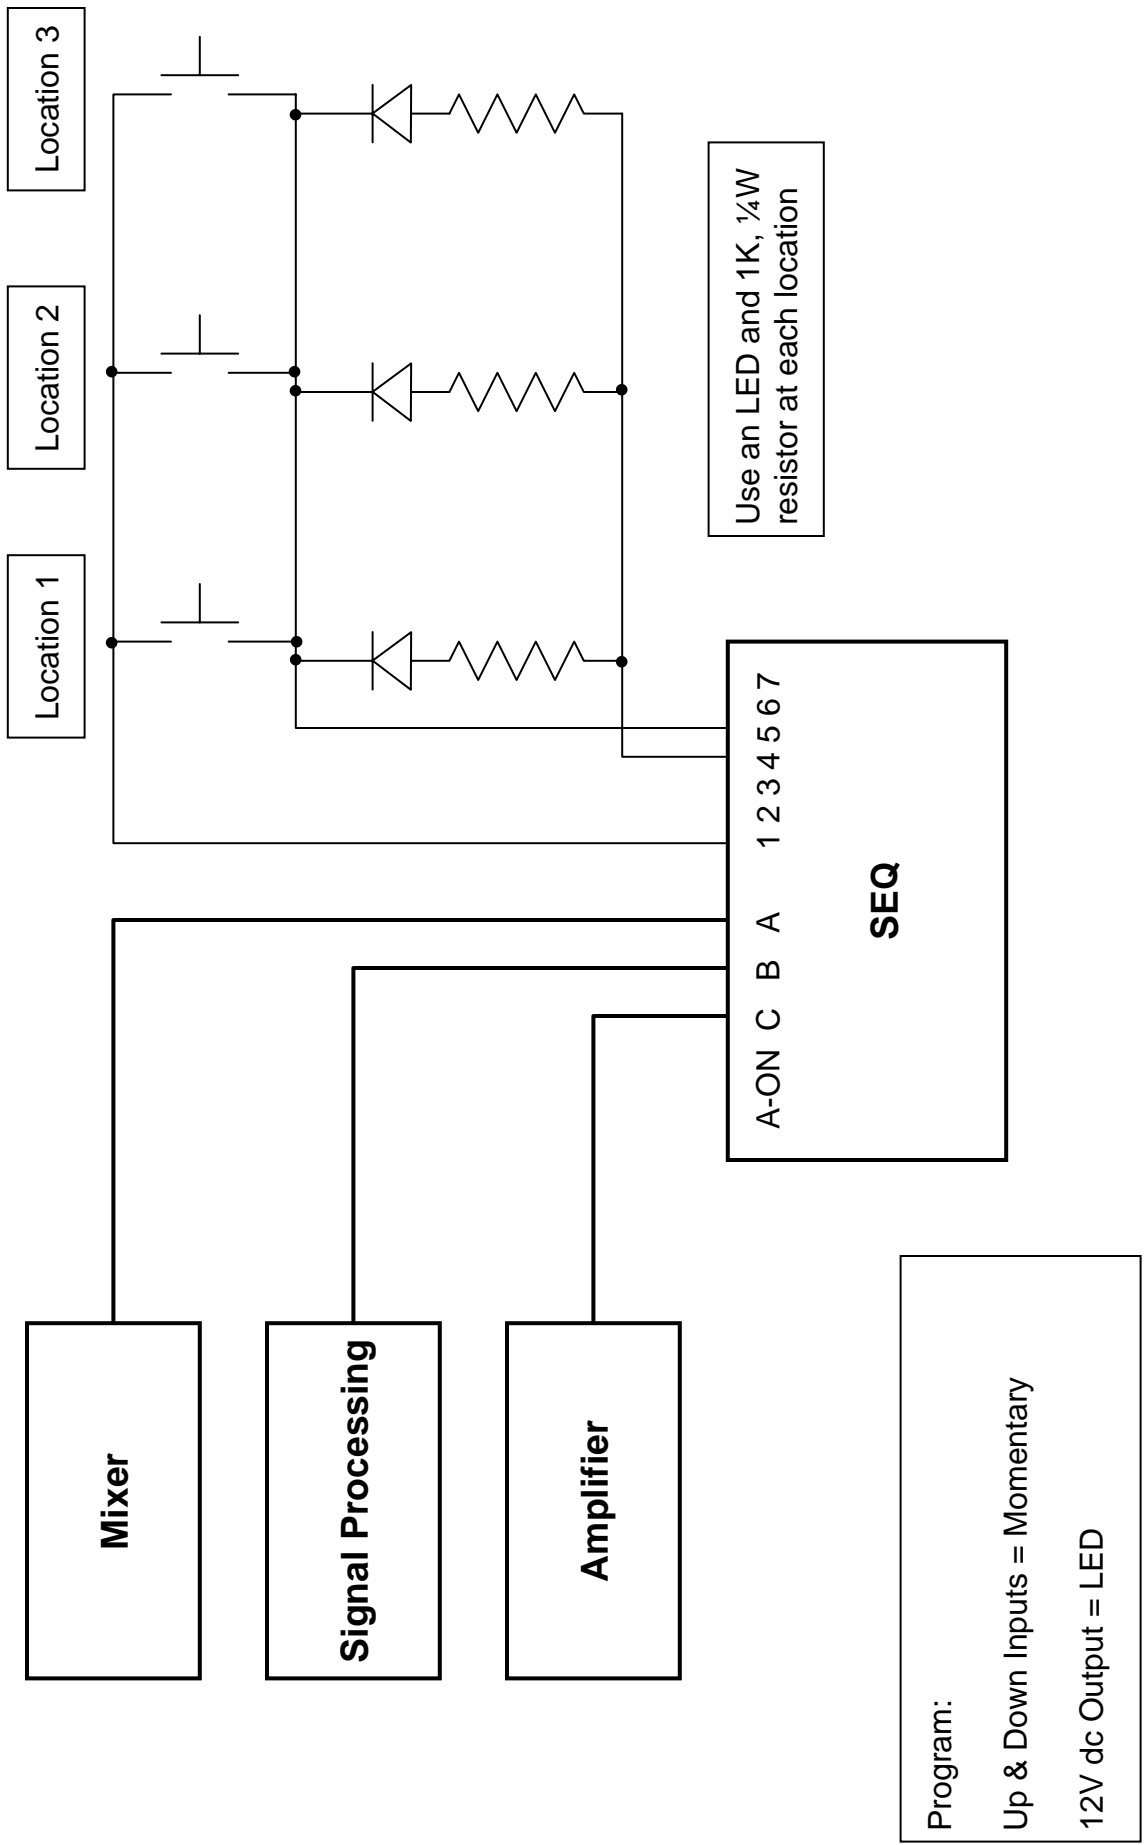 Mixer
Signal Processing
Amplifier
Location 1
Location 2
Location 3
A-ON C B A 1 2 3 4 5 6 7
SEQ
Use an LED and 1K, ¼W
resistor at each location
Program:
Up & Down Inputs = Momentary
12V dc Output = LED